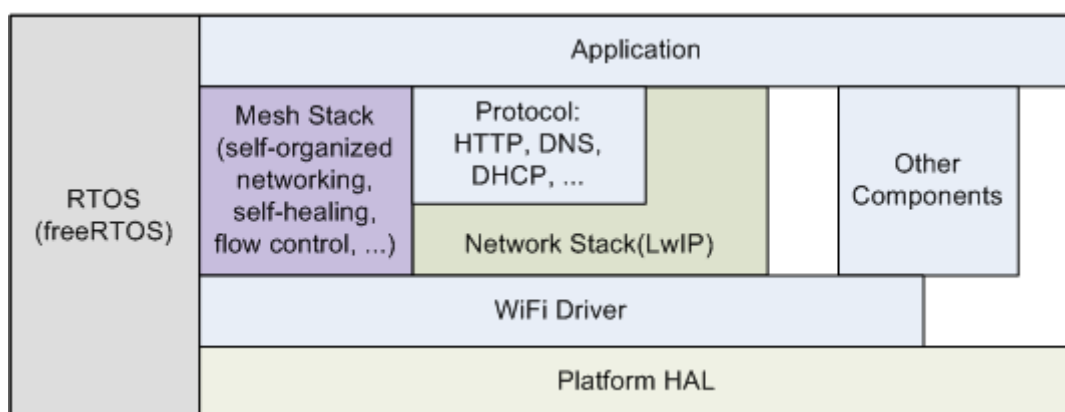 Application
RTOS
(freeRTOS)
Mesh Stack
(self-organized
networking,
self-healing,
flow control, ...)
Protocol:
HTTP, DNS,
DHCP, ...
Network Stack(LwIP)
Other
Components
WiFi Driver
Platform HAL